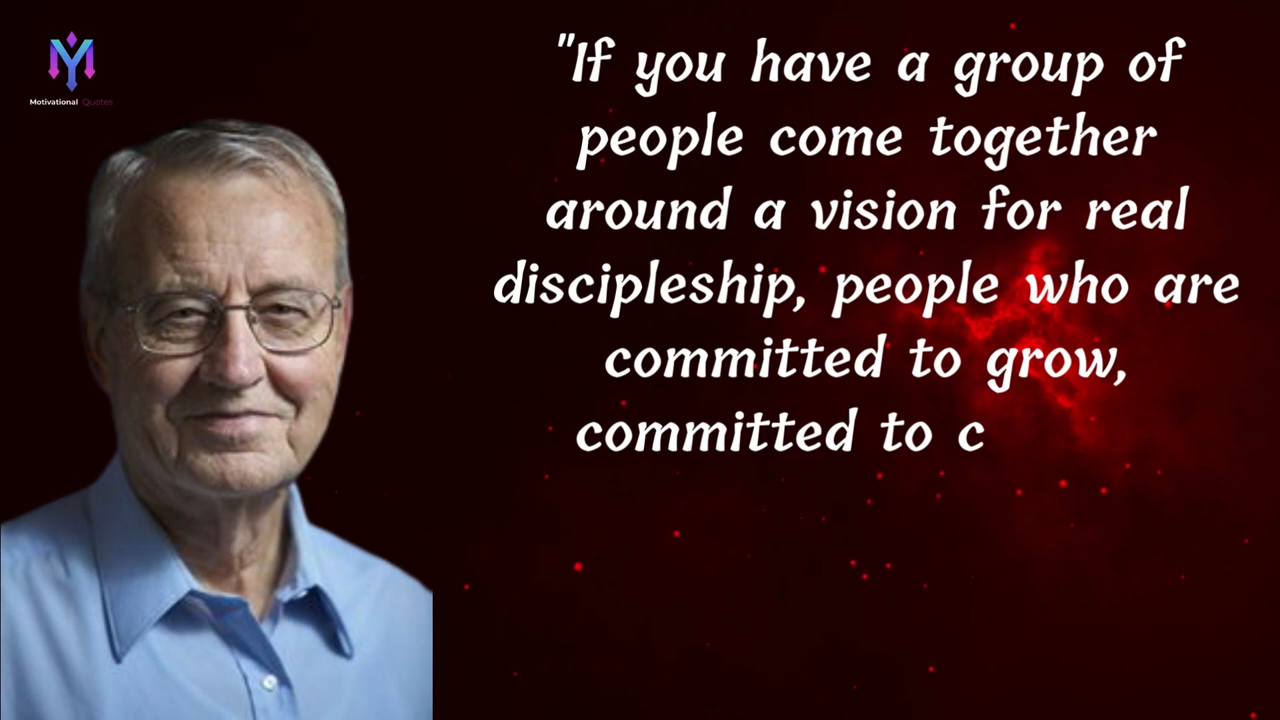 Motivational Quotes
"If you have a group of
people come together
around a vision for real
discipleship, people who are
committed to grow,
committed to c